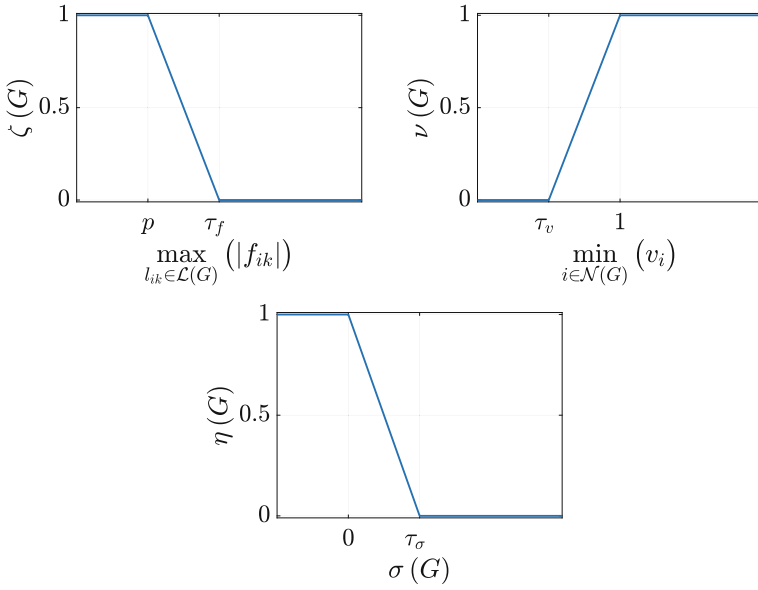 1
0.5
0
ζ (G)
p τ_f
max_{l_{ik}∈ℒ(G)} (|f_{ik}|)
1
0.5
0
ν (G)
τ_v 1
min_{i∈𝒩(G)} (v_i)
1
0.5
0
η (G)
0 τ_σ
σ (G)